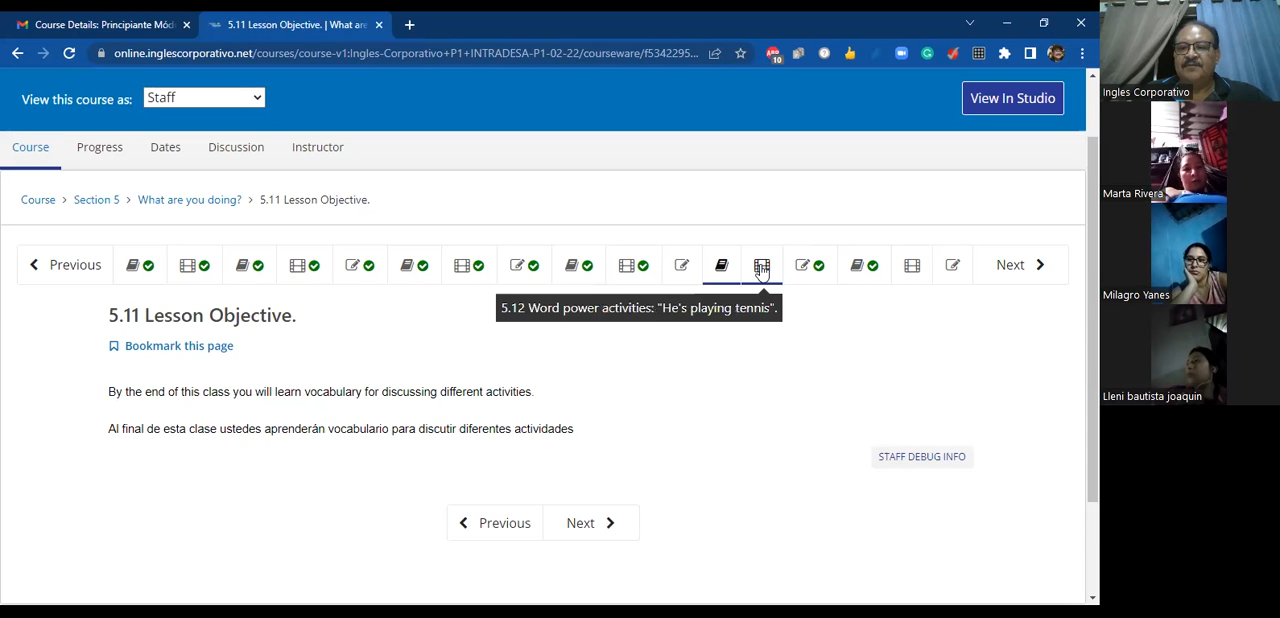 Course Details: Principiante Mód
5.11 Lesson Objective. | What are
online.inglescorporativo.net/courses/course-v1:Ingles-Corporativo+P1+INTRADESA-P1-02-22/courseware/f5342295...
10
View this course as:
Staff
View In Studio
Course
Progress
Dates
Discussion
Instructor
Course > Section 5 > What are you doing? > 5.11 Lesson Objective.
Previous
Next
5.12 Word power activities: "He's playing tennis".
5.11 Lesson Objective.
Bookmark this page
By the end of this class you will learn vocabulary for discussing different activities.
Al final de esta clase ustedes aprenderán vocabulario para discutir diferentes actividades
STAFF DEBUG INFO
Previous
Next
Ingles Corporativo
Marta Rivera
Milagro Yanes
Lleni bautista joaquin